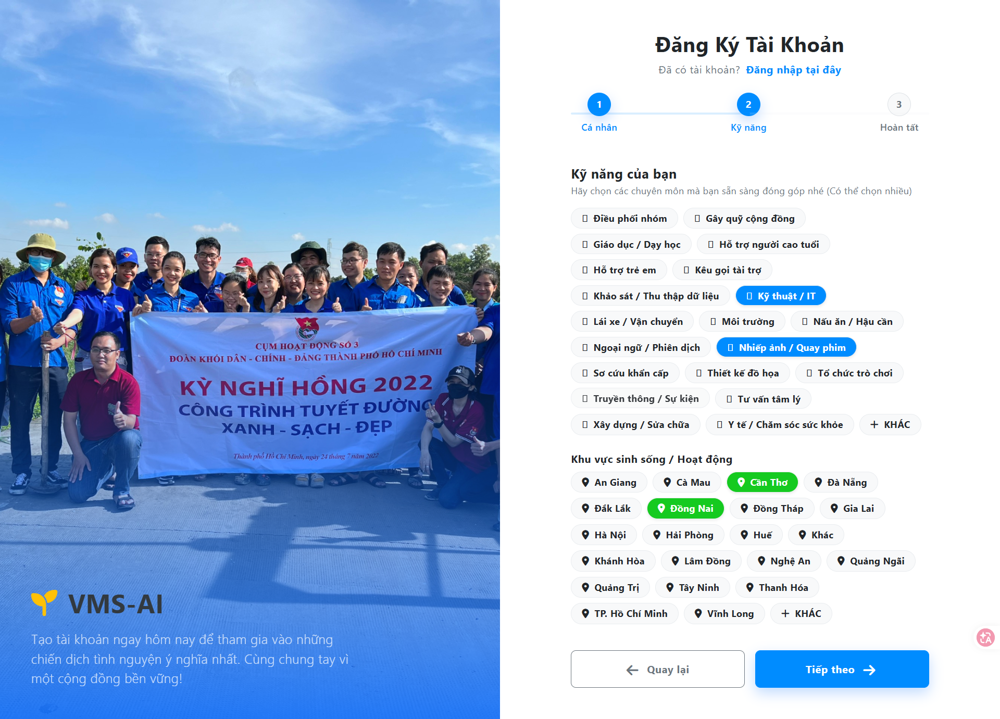 CỤM HOẠT ĐỘNG SỐ 3
ĐOÀN KHỐI DÂN - CHÍNH - ĐẢNG THÀNH PHỐ HỒ CHÍ MINH
KỲ NGHĨ HỒNG 2022
CÔNG TRÌNH TUYẾT ĐƯỜNG
XANH - SẠCH - ĐẸP
Thành phố Hồ Chí Minh, ngày 24 tháng 7 năm 2022
VMS-AI
Tạo tài khoản ngay hôm nay để tham gia vào những
chiến dịch tình nguyện ý nghĩa nhất. Cùng chung tay vì
một cộng đồng bền vững!
Đăng Ký Tài Khoản
Đã có tài khoản? Đăng nhập tại đây
1 2 3
Cá nhân Kỹ năng Hoàn tất
Kỹ năng của bạn
Hãy chọn các chuyên môn mà bạn sẵn sàng đóng góp nhé (Có thể chọn nhiều)
Điều phối nhóm Gây quỹ cộng đồng
Giáo dục / Dạy học Hỗ trợ người cao tuổi
Hỗ trợ trẻ em Kêu gọi tài trợ
Khảo sát / Thu thập dữ liệu Kỹ thuật / IT
Lái xe / Vận chuyển Môi trường Nấu ăn / Hậu cần
Ngoại ngữ / Phiên dịch Nhiếp ảnh / Quay phim
Sơ cứu khẩn cấp Thiết kế đồ họa Tổ chức trò chơi
Truyền thông / Sự kiện Tư vấn tâm lý
Xây dựng / Sửa chữa Y tế / Chăm sóc sức khỏe + KHÁC
Khu vực sinh sống / Hoạt động
An Giang Cà Mau Cần Thơ Đà Nẵng
Đắk Lắk Đồng Nai Đồng Tháp Gia Lai
Hà Nội Hải Phòng Huế Khác
Khánh Hòa Lâm Đồng Nghệ An Quảng Ngãi
Quảng Trị Tây Ninh Thanh Hóa
TP. Hồ Chí Minh Vĩnh Long + KHÁC
← Quay lại Tiếp theo →